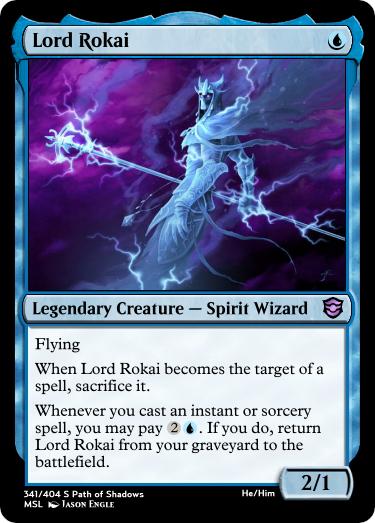 Lord Rokai
Legendary Creature — Spirit Wizard
Flying
When Lord Rokai becomes the target of a
spell, sacrifice it.
Whenever you cast an instant or sorcery
spell, you may pay 2 . If you do, return
Lord Rokai from your graveyard to the
battlefield.
2/1
341/404 S Path of Shadows He/Him
MSL Jason Engle